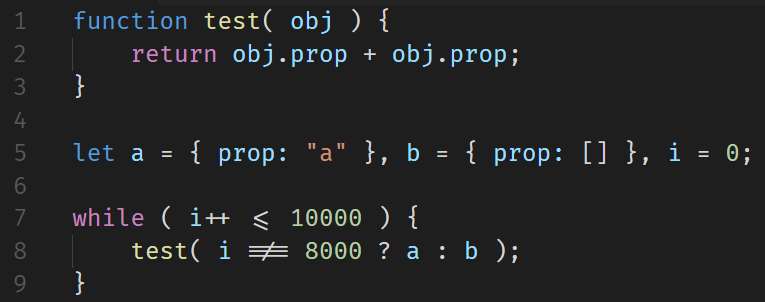 1 function test( obj ) {
2 return obj.prop + obj.prop;
3 }
4
5 let a = { prop: "a" }, b = { prop: [] }, i = 0;
6
7 while ( i++ <= 10000 ) {
8 test( i !== 8000 ? a : b );
9 }